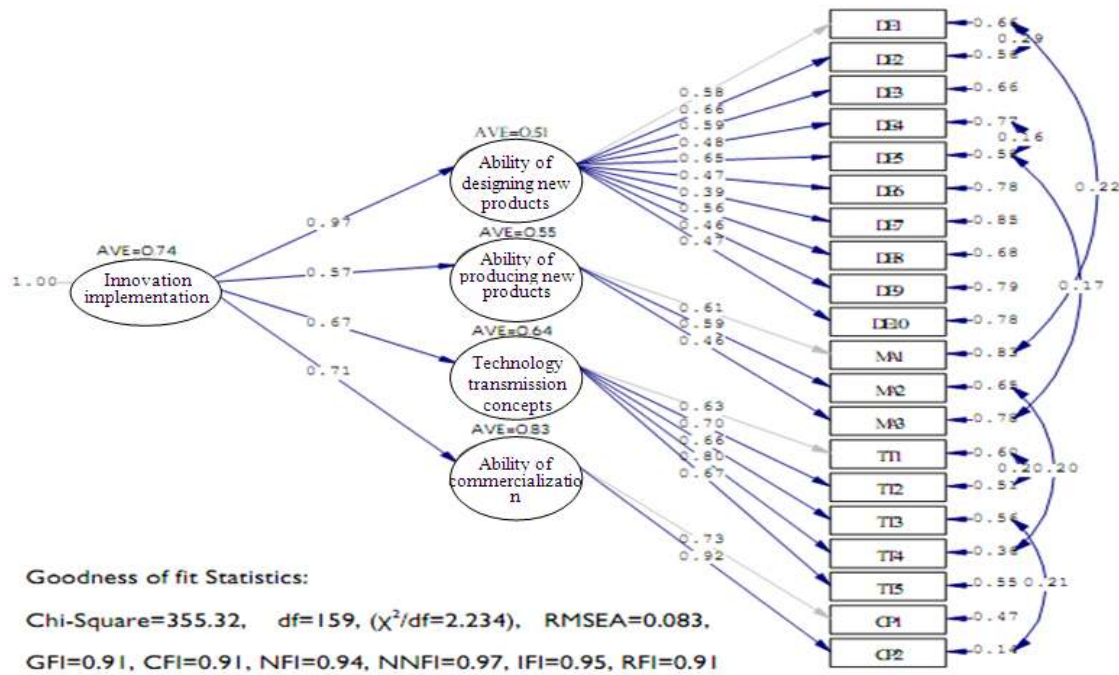 1.00
AVE=0.74
Innovation
implementation
0.97
0.57
0.67
0.71
AVE=0.51
Ability of
designing new
products
AVE=0.55
Ability of
producing new
products
AVE=0.64
Technology
transmission
concepts
AVE=0.83
Ability of
commercializatio
n
0.58
0.66
0.59
0.48
0.65
0.47
0.39
0.56
0.46
0.47
0.61
0.59
0.46
0.63
0.70
0.66
0.80
0.67
0.73
0.92
DE1
0.66
0.29
DE2
0.56
DE3
0.66
DE4
0.77
0.16
DE5
0.58
DE6
0.78
0.22
DE7
0.85
DE8
0.68
DE9
0.79
0.17
DE10
0.78
MA1
0.83
MA2
0.65
MA3
0.78
TT1
0.60
0.20
0.20
TT2
0.51
TT3
0.56
TT4
0.36
TT5
0.55
0.21
CP1
0.47
CP2
0.14
Goodness of fit Statistics:
Chi-Square=355.32, df=159, (χ²/df=2.234), RMSEA=0.083,
GFI=0.91, CFI=0.91, NFI=0.94, NNFI=0.97, IFI=0.95, RFI=0.91